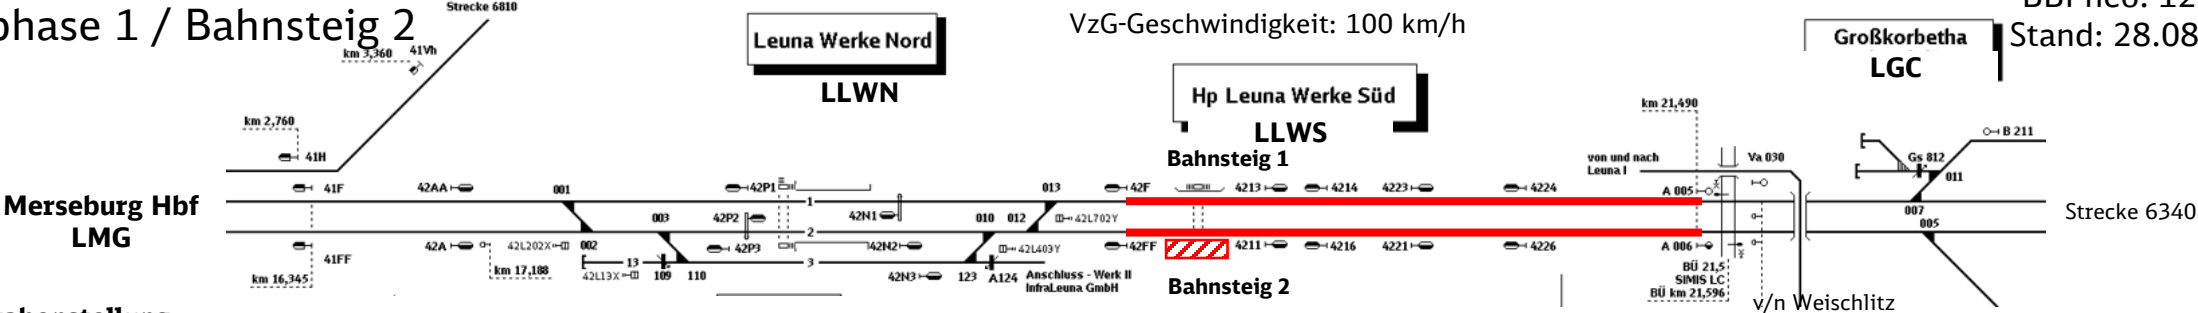 phase 1 / Bahnsteig 2
Strecke 6810
VzG-Geschwindigkeit: 100 km/h
Stand: 28.08
km 3,360
41Vh
Leuna Werke Nord
LLWN
Großkorbetha
LGC
Hp Leuna Werke Süd
LLWS
km 2,760
41H
km 21,490
B 211
Bahnsteig 1
von und nach
Leuna I
Va 030
Gs 812
011
41F
42AA
001
42P1
013
42F
4213
4214
4223
4224
A 005
Merseburg Hbf
LMG
1
003
42P2
42N1
010
012
42L702Y
007
Strecke 6340
005
2
41FF
42A
42L202X
002
42P3
42N2
42L403Y
42FF
4211
4216
4221
4226
A 006
km 16,345
km 17,188
42L13X
13
109
110
3
42N3
123
A124
Anschluss - Werk II
InfraLeuna GmbH
Bahnsteig 2
BÜ 21,5
SIMIS LC
BÜ km 21,596
v/n Weischlitz